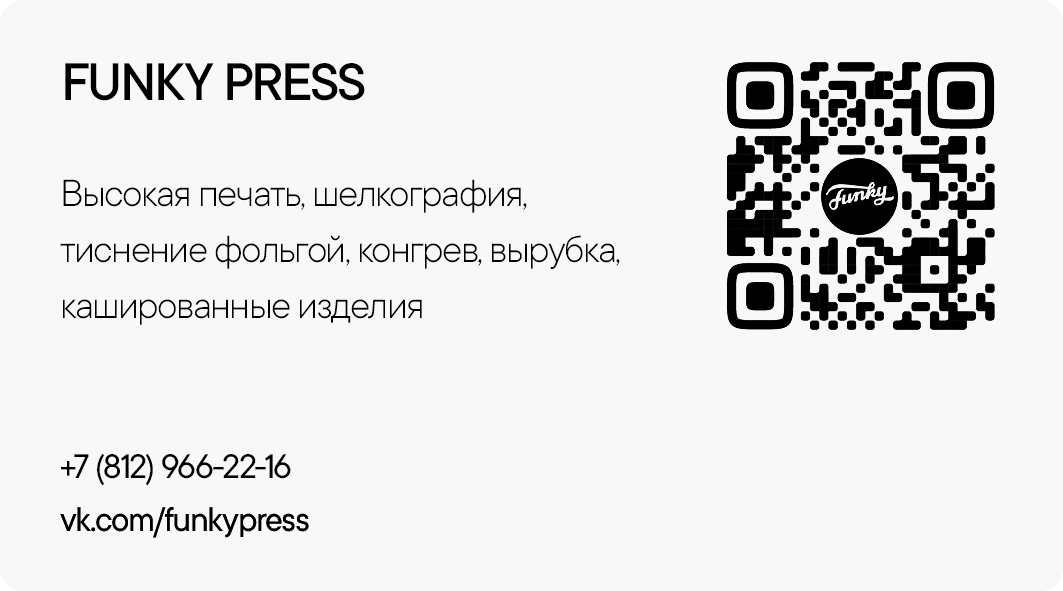 FUNKY PRESS
Высокая печать, шелкография,
тиснение фольгой, конгрев, вырубка,
кашированные изделия
Funky
+7 (812) 966-22-16
vk.com/funkypress